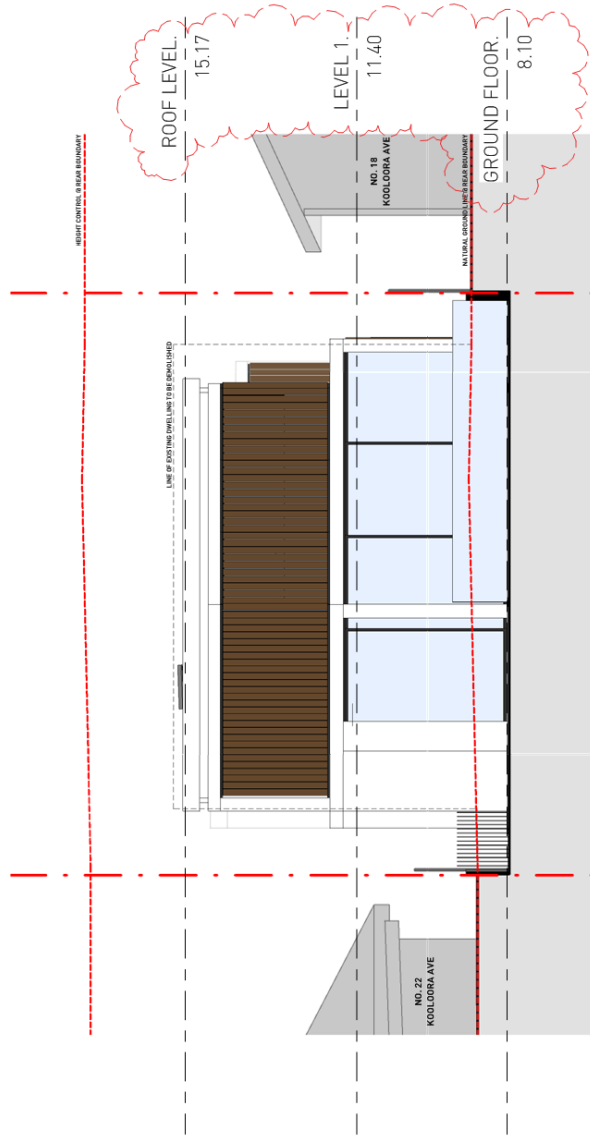 HEIGHT CONTROL @ REAR BOUNDARY
LINE OF EXISTING DWELLING TO BE DEMOLISHED
ROOF LEVEL.
15.17
LEVEL 1.
11.40
NO. 18
KOOLOORA AVE
NATURAL GROUND LINE @ REAR BOUNDARY
GROUND FLOOR.
8.10
NO. 22
KOOLOORA AVE